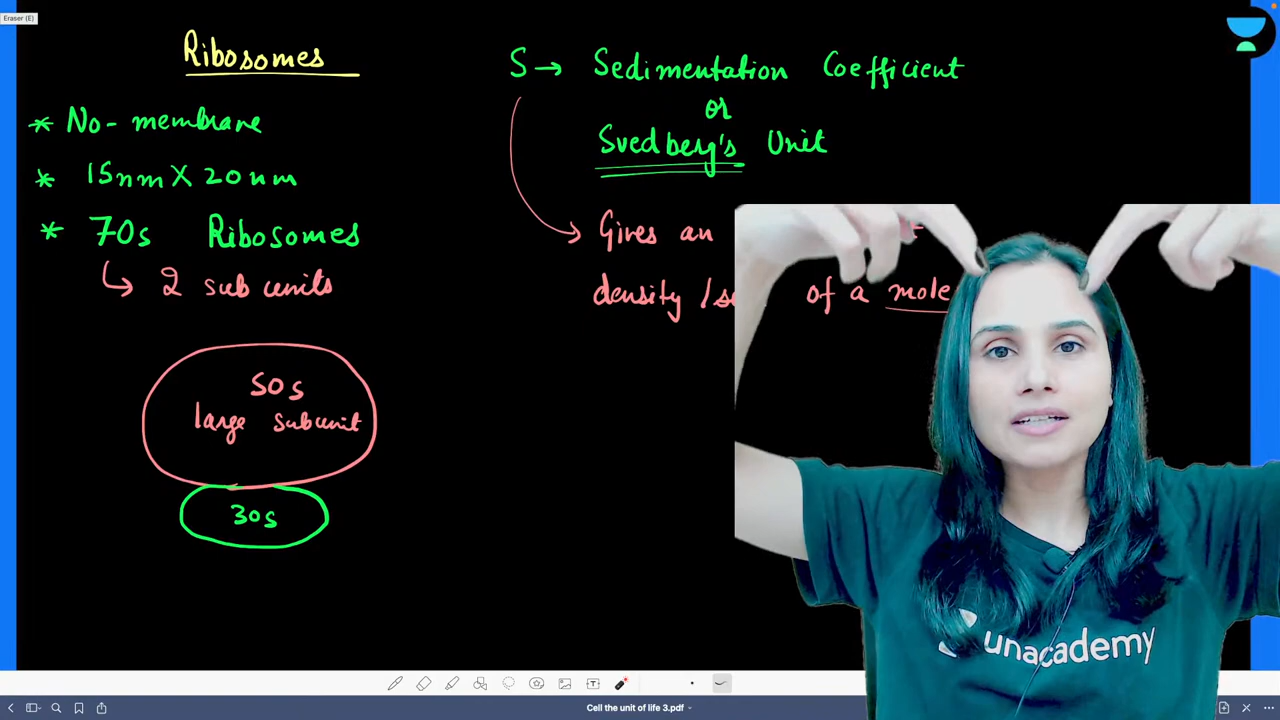 Eraser (E)
Ribosomes
* No-membrane
* 15nm X 20nm
* 70s Ribosomes
↳ 2 sub units
50s
large subunit
30s
S → Sedimentation Coefficient
or
Svedberg's Unit
Gives an
density /s
of a mole
unacademy
Cell the unit of life 3.pdf